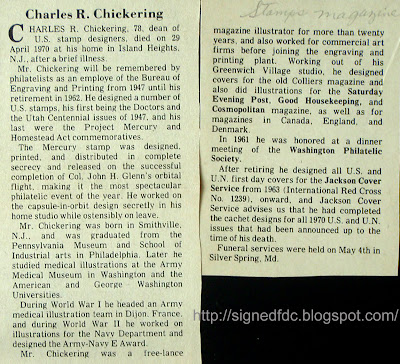 Charles R. Chickering
CHARLES R. Chickering, 78, dean of
U.S. stamp designers, died on 29
April 1970 at his home in Island Heights,
N.J., after a brief illness.
Mr. Chickering will be remembered by
philatelists as an employe of the Bureau of
Engraving and Printing from 1947 until his
retirement in 1962. He designed a number of
U.S. stamps, his first being the Doctors and
the Utah Centennial issues of 1947, and his
last were the Project Mercury and
Homestead Act commemoratives.
The Mercury stamp was designed,
printed, and distributed in complete
secrecy and released on the successful
completion of Col. John H. Glenn's orbital
flight, making it the most spectacular
philatelic event of the year. He worked on
the capsule-in-orbit design secretly in his
home studio while ostensibly on leave.
Mr. Chickering was born in Smithville,
N.J., and was graduated from the
Pennsylvania Museum and School of
Industrial arts in Philadelphia. Later he
studied medical illustrations at the Army
Medical Museum in Washington and the
American and George Washington
Universities.
During World War I he headed an Army
medical illustration team in Dijon, France,
and during World War II he worked on
illustrations for the Navy Department and
designed the Army-Navy E Award.
Mr. Chickering was a free-lance
Stamps magazine
magazine illustrator for more than twenty
years, and also worked for commercial art
firms before joining the engraving and
printing plant. Working out of his
Greenwich Village studio, he designed
covers for the old Colliers magazine and
also did illustrations for the Saturday
Evening Post, Good Housekeeping, and
Cosmopolitan magazine, as well as for
magazines in Canada, England, and
Denmark.
In 1961 he was honored at a dinner
meeting of the Washington Philatelic
Society.
After retiring he designed all U.S. and
U.N. first day covers for the Jackson Cover
Service from 1963 (International Red Cross
No. 1239), onward, and Jackson Cover
Service advises us that he had completed
the cachet designs for all 1970 U.S. and U.N.
issues that had been announced up to the
time of his death.
Funeral services were held on May 4th in
Silver Spring, Md.
http://signedfdc.blogspot.com